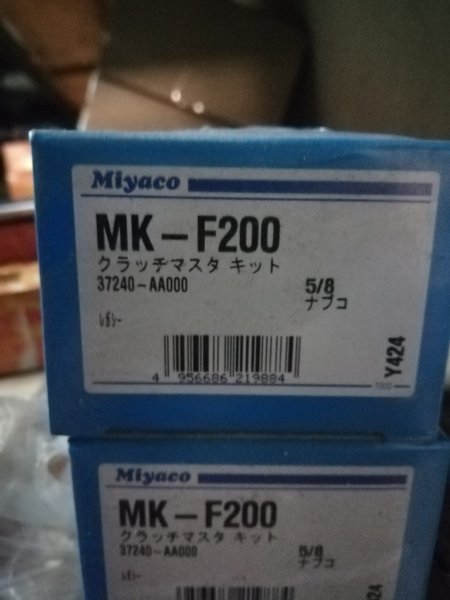 Miyaco
MK-F200
クラッチマスタ キット
37240-AA000
5/8
ナブコ
レガシー
4 956686 219884
Y424
Miyaco
MK-F200
クラッチマスタ キット
37240-AA000
5/8
ナブコ
レガシー